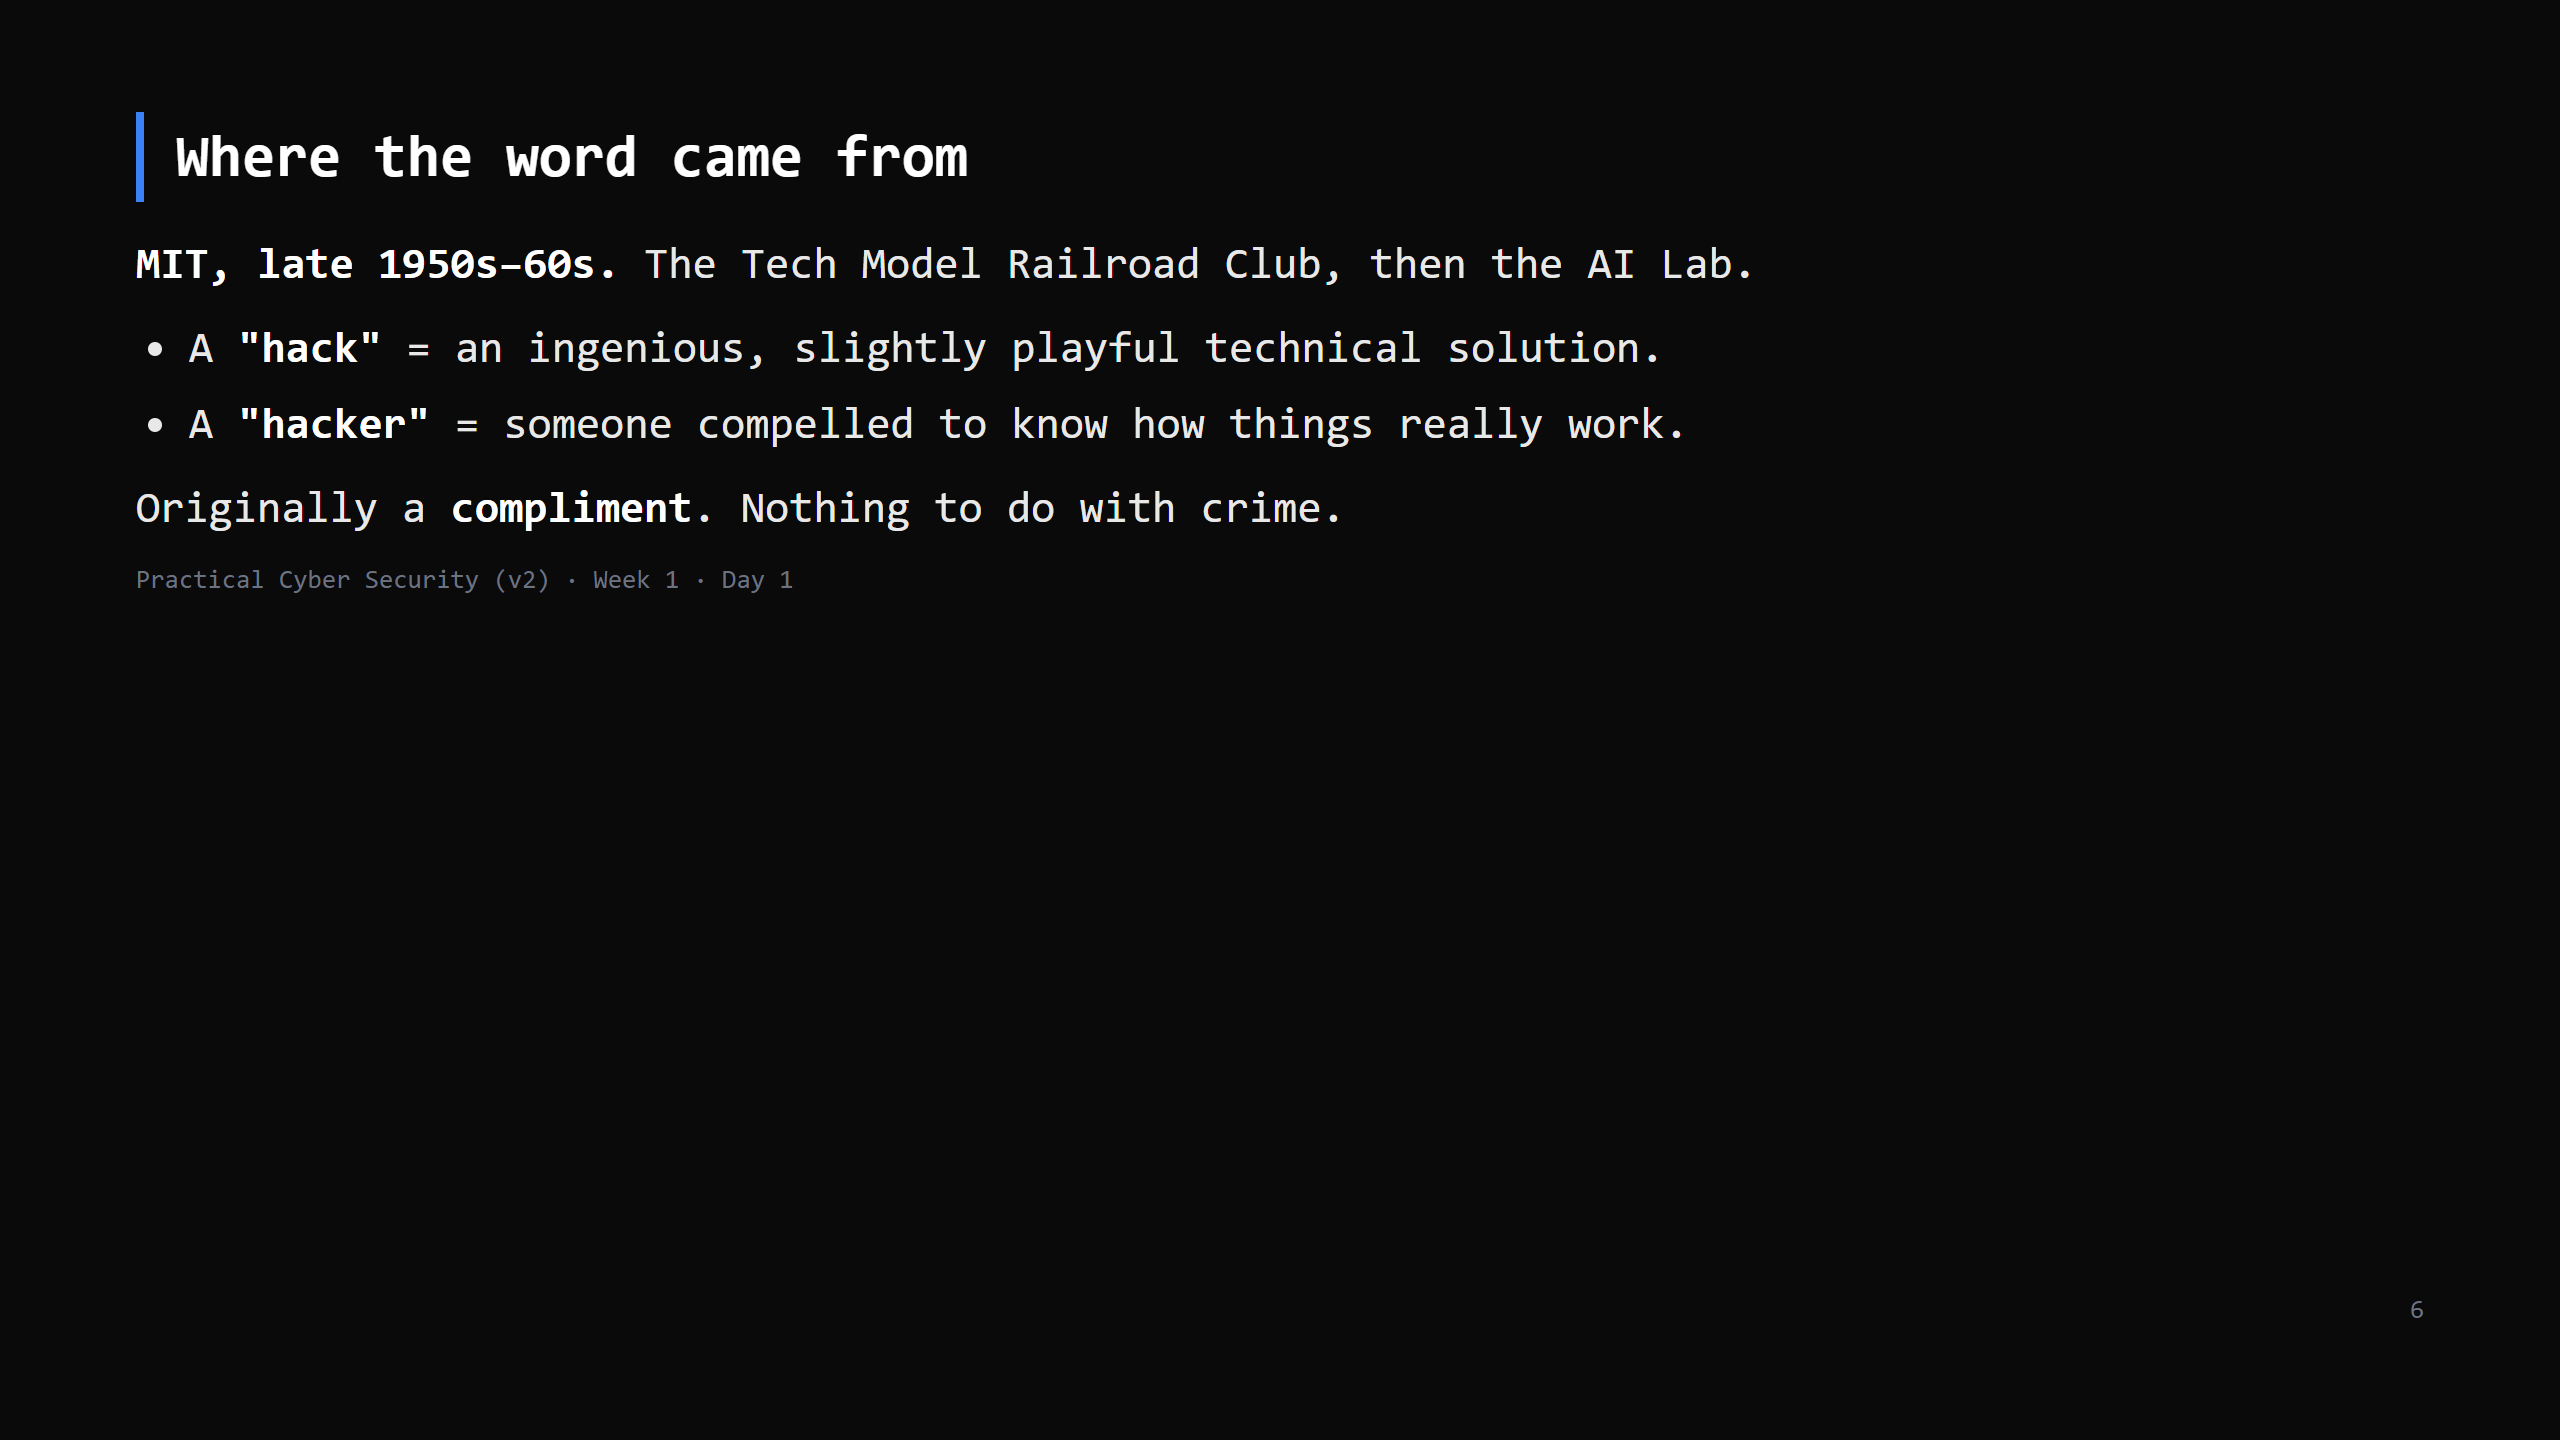 Where the word came from
MIT, late 1950s–60s. The Tech Model Railroad Club, then the AI Lab.
• A "hack" = an ingenious, slightly playful technical solution.
• A "hacker" = someone compelled to know how things really work.
Originally a compliment. Nothing to do with crime.
Practical Cyber Security (v2) · Week 1 · Day 1
6